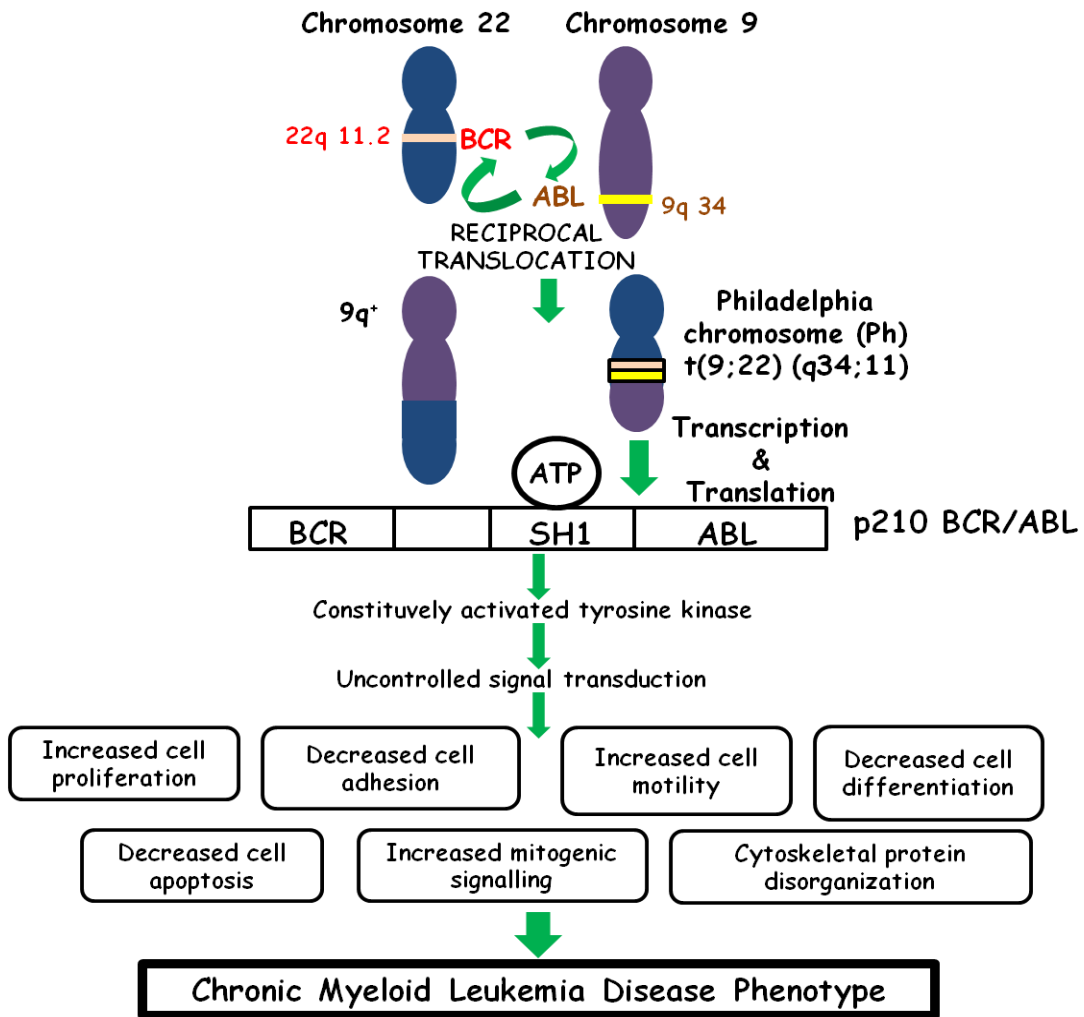 Chromosome 22
Chromosome 9
22q 11.2
BCR
ABL
9q 34
RECIPROCAL
TRANSLOCATION
9q⁺
Philadelphia
chromosome (Ph)
t(9;22) (q34;11)
Transcription
&
Translation
ATP
BCR
SH1
ABL
p210 BCR/ABL
Constituvely activated tyrosine kinase
Uncontrolled signal transduction
Increased cell
proliferation
Decreased cell
adhesion
Increased cell
motility
Decreased cell
differentiation
Decreased cell
apoptosis
Increased mitogenic
signalling
Cytoskeletal protein
disorganization
Chronic Myeloid Leukemia Disease Phenotype